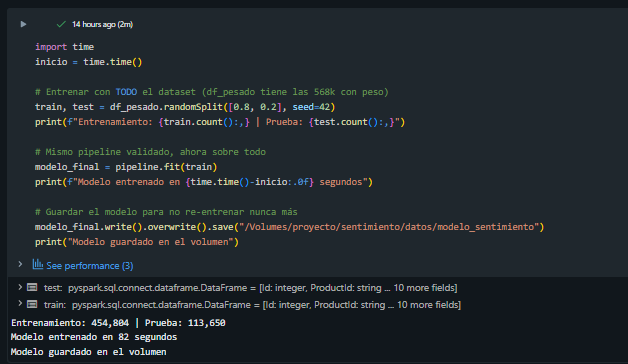 14 hours ago (2m)
import time
inicio = time.time()
# Entrenar con TODO el dataset (df_pesado tiene las 568k con peso)
train, test = df_pesado.randomSplit([0.8, 0.2], seed=42)
print(f"Entrenamiento: {train.count():,} | Prueba: {test.count():,}")
# Mismo pipeline validado, ahora sobre todo
modelo_final = pipeline.fit(train)
print(f"Modelo entrenado en {time.time()-inicio:.0f} segundos")
# Guardar el modelo para no re-entrenar nunca más
modelo_final.write().overwrite().save("/Volumes/proyecto/sentimiento/datos/modelo_sentimiento")
print("Modelo guardado en el volumen")
See performance (3)
test: pyspark.sql.connect.dataframe.DataFrame = [Id: integer, ProductId: string ... 10 more fields]
train: pyspark.sql.connect.dataframe.DataFrame = [Id: integer, ProductId: string ... 10 more fields]
Entrenamiento: 454,804 | Prueba: 113,650
Modelo entrenado en 82 segundos
Modelo guardado en el volumen